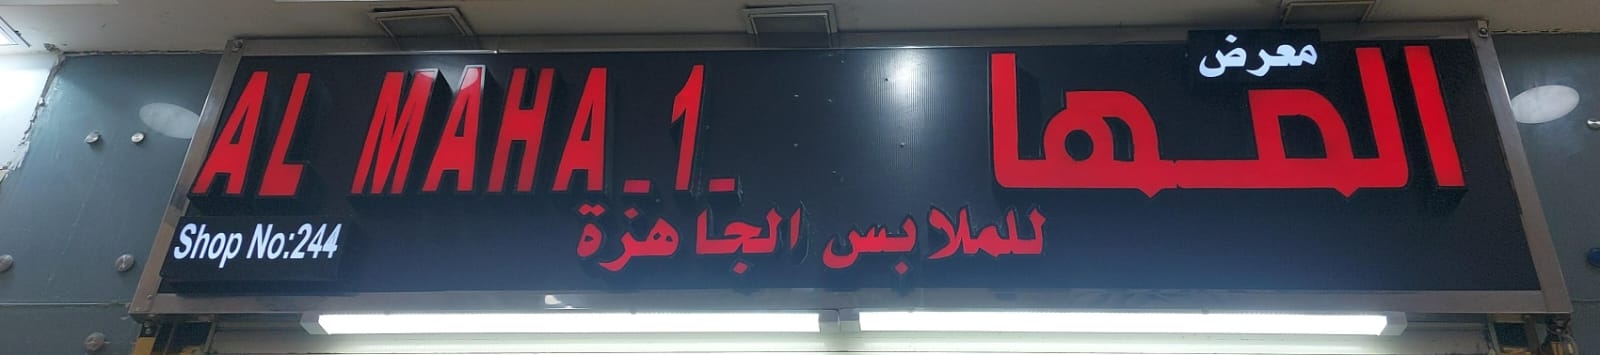 AL MAHA_1_
معرض
المها
للملابس الجاهزة
Shop No:244